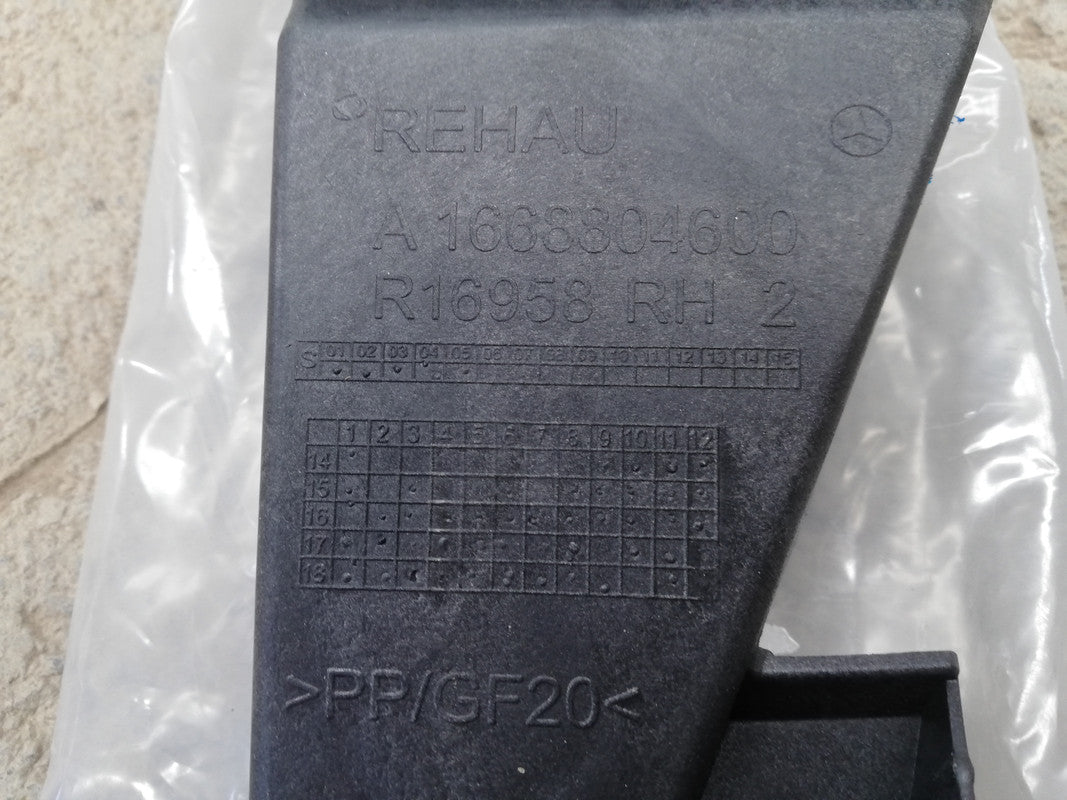 REHAU
A 1668804600
R16958 RH 2
S 01 02 03 04 05 06 07 08 09 10 11 12 13 14 15
1 2 3 4 5 6 7 8 9 10 11 12
14
15
16
17
18
>PP/GF20<